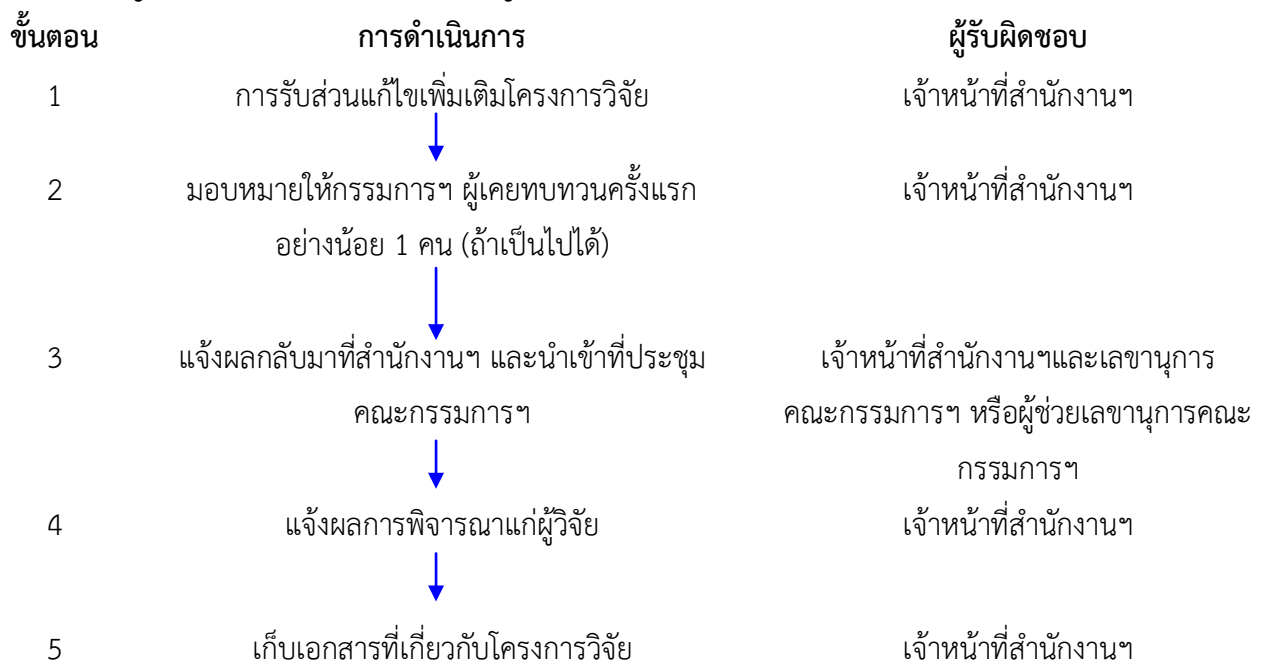 ขั้นตอน การดำเนินการ ผู้รับผิดชอบ
1 การรับส่วนแก้ไขเพิ่มเติมโครงการวิจัย เจ้าหน้าที่สำนักงานฯ
2 มอบหมายให้กรรมการฯ ผู้เคยทบทวนครั้งแรก เจ้าหน้าที่สำนักงานฯ
อย่างน้อย 1 คน (ถ้าเป็นไปได้)
3 แจ้งผลกลับมาที่สำนักงานฯ และนำเข้าที่ประชุม เจ้าหน้าที่สำนักงานฯและเลขานุการ
คณะกรรมการฯ คณะกรรมการฯ หรือผู้ช่วยเลขานุการคณะ
กรรมการฯ
4 แจ้งผลการพิจารณาแก่ผู้วิจัย เจ้าหน้าที่สำนักงานฯ
5 เก็บเอกสารที่เกี่ยวกับโครงการวิจัย เจ้าหน้าที่สำนักงานฯ